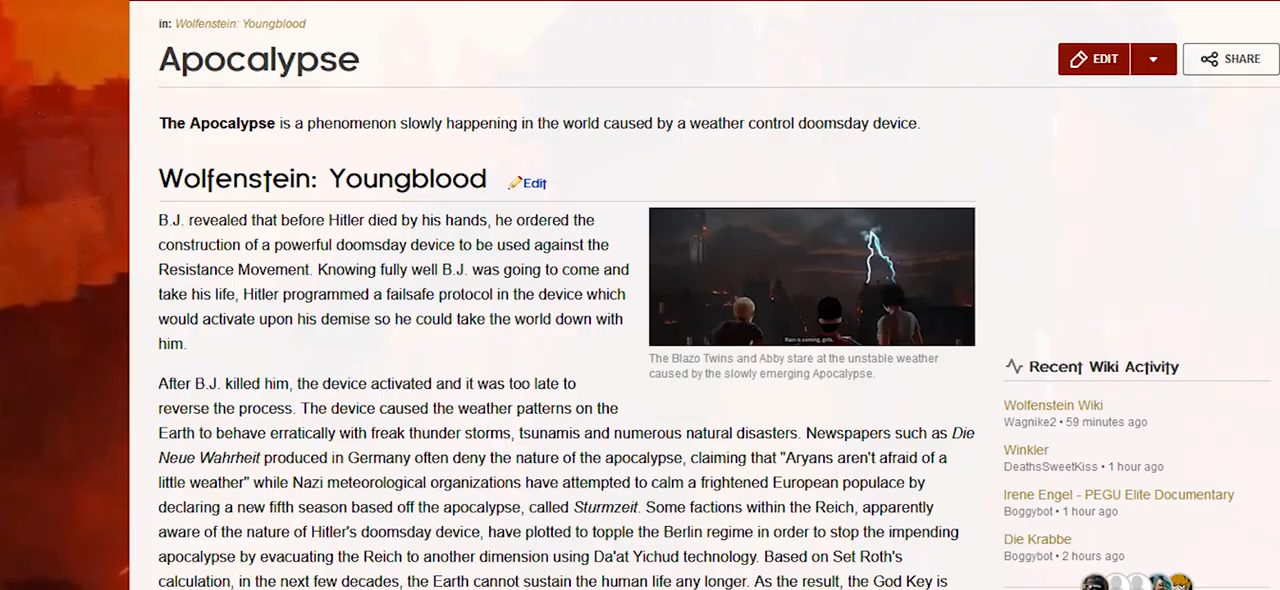 in: Wolfenstein: Youngblood
Apocalypse
EDIT
SHARE
The Apocalypse is a phenomenon slowly happening in the world caused by a weather control doomsday device.
Wolfenstein: Youngblood Edit
B.J. revealed that before Hitler died by his hands, he ordered the
construction of a powerful doomsday device to be used against the
Resistance Movement. Knowing fully well B.J. was going to come and
take his life, Hitler programmed a failsafe protocol in the device which
would activate upon his demise so he could take the world down with
him.
Rain is coming, girls.
The Blazo Twins and Abby stare at the unstable weather
caused by the slowly emerging Apocalypse.
After B.J. killed him, the device activated and it was too late to
reverse the process. The device caused the weather patterns on the
Earth to behave erratically with freak thunder storms, tsunamis and numerous natural disasters. Newspapers such as Die
Neue Wahrheit produced in Germany often deny the nature of the apocalypse, claiming that "Aryans aren't afraid of a
little weather" while Nazi meteorological organizations have attempted to calm a frightened European populace by
declaring a new fifth season based off the apocalypse, called Sturmzeit. Some factions within the Reich, apparently
aware of the nature of Hitler's doomsday device, have plotted to topple the Berlin regime in order to stop the impending
apocalypse by evacuating the Reich to another dimension using Da'at Yichud technology. Based on Set Roth's
calculation, in the next few decades, the Earth cannot sustain the human life any longer. As the result, the God Key is
Recent Wiki Activity
Wolfenstein Wiki
Wagnike2 • 59 minutes ago
Winkler
DeathsSweetKiss • 1 hour ago
Irene Engel - PEGU Elite Documentary
Boggybot • 1 hour ago
Die Krabbe
Boggybot • 2 hours ago